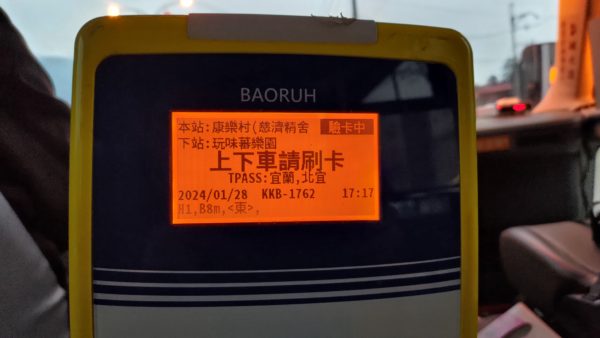 BAORUH
本站:康樂村(慈濟精舍 驗卡中
下站:玩味蕃樂園
上下車請刷卡
TPASS:宜蘭,北宜
2024/01/28 KKB-1762 17:17
H1,B8m,<東>,